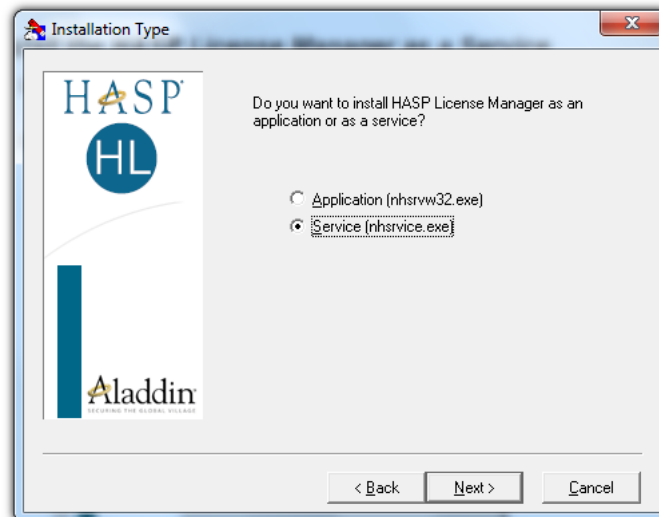 Installation Type
HASP
HL
Do you want to install HASP License Manager as an
application or as a service?
Application (nhsrvw32.exe)
Service (nhsrvice.exe)
Aladdin
SECURING THE GLOBAL VILLAGE
< Back
Next >
Cancel